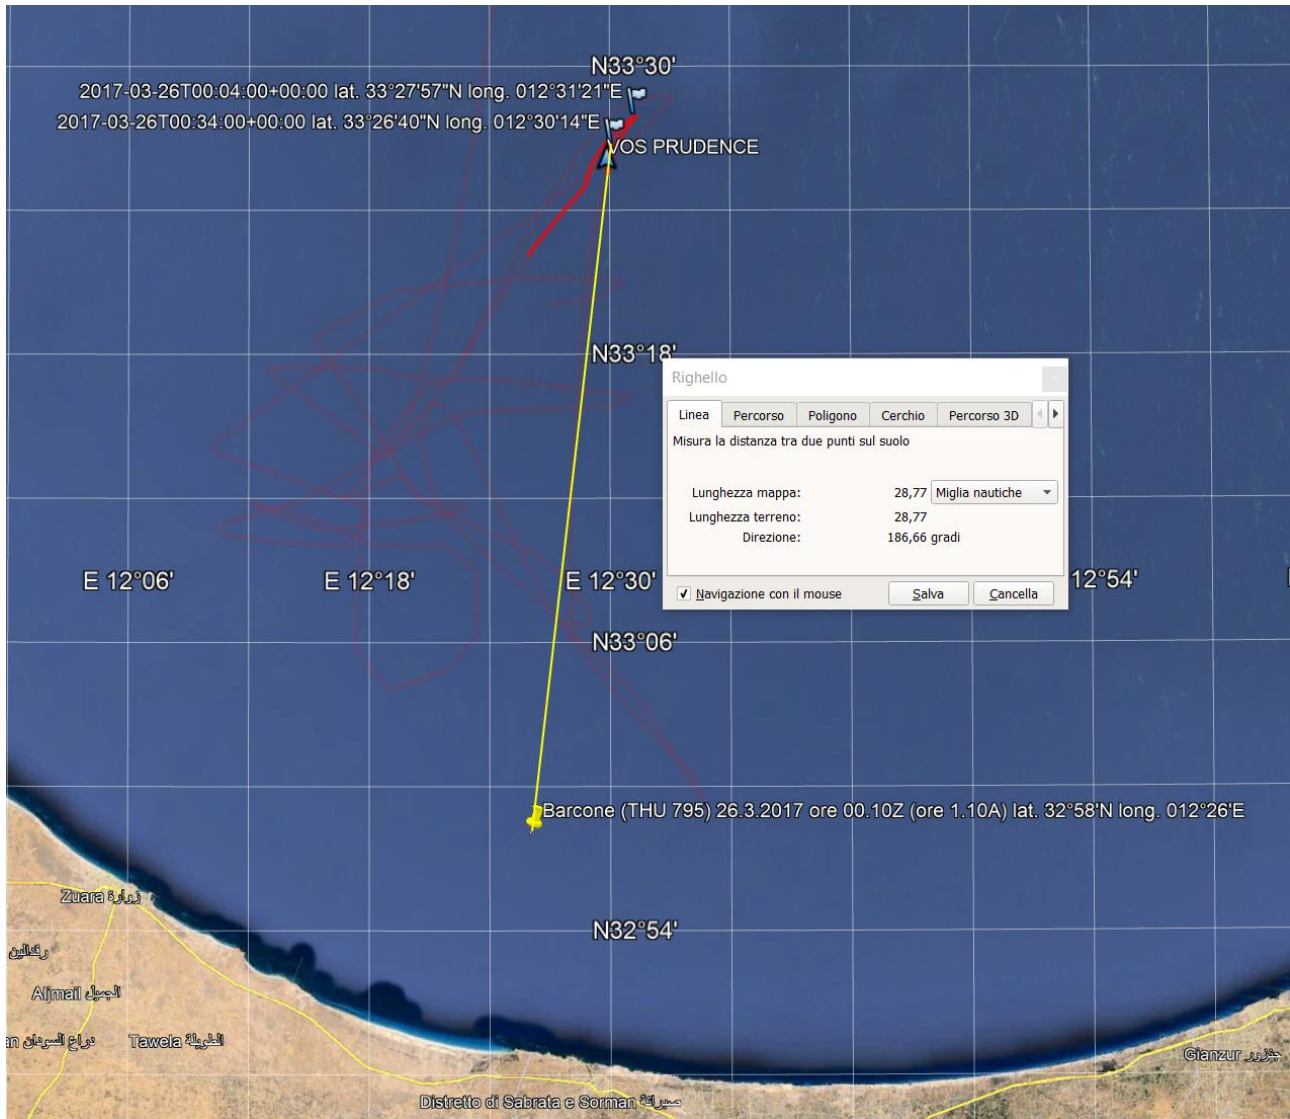 N33°30'
2017-03-26T00:04:00+00:00 lat. 33°27'57"N long. 012°31'21"E
2017-03-26T00:34:00+00:00 lat. 33°26'40"N long. 012°30'14"E
VOS PRUDENCE
N33°18'
Righello
Linea Percorso Poligono Cerchio Percorso 3D
Misura la distanza tra due punti sul suolo
Lunghezza mappa: 28,77 Miglia nautiche
Lunghezza terreno: 28,77
Direzione: 186,66 gradi
Navigazione con il mouse Salva Cancella
E 12°06' E 12°18' E 12°30' 12°54'
N33°06'
Barcone (THU 795) 26.3.2017 ore 00.10Z (ore 1.10A) lat. 32°58'N long. 012°26'E
Zuara زوارة
N32°54'
رقدالين
Aljmail الجميل
دراع السودان Tawela الطويلة
Gianzur جنزور
Distretto di Sabrata e Sorman صبراتة